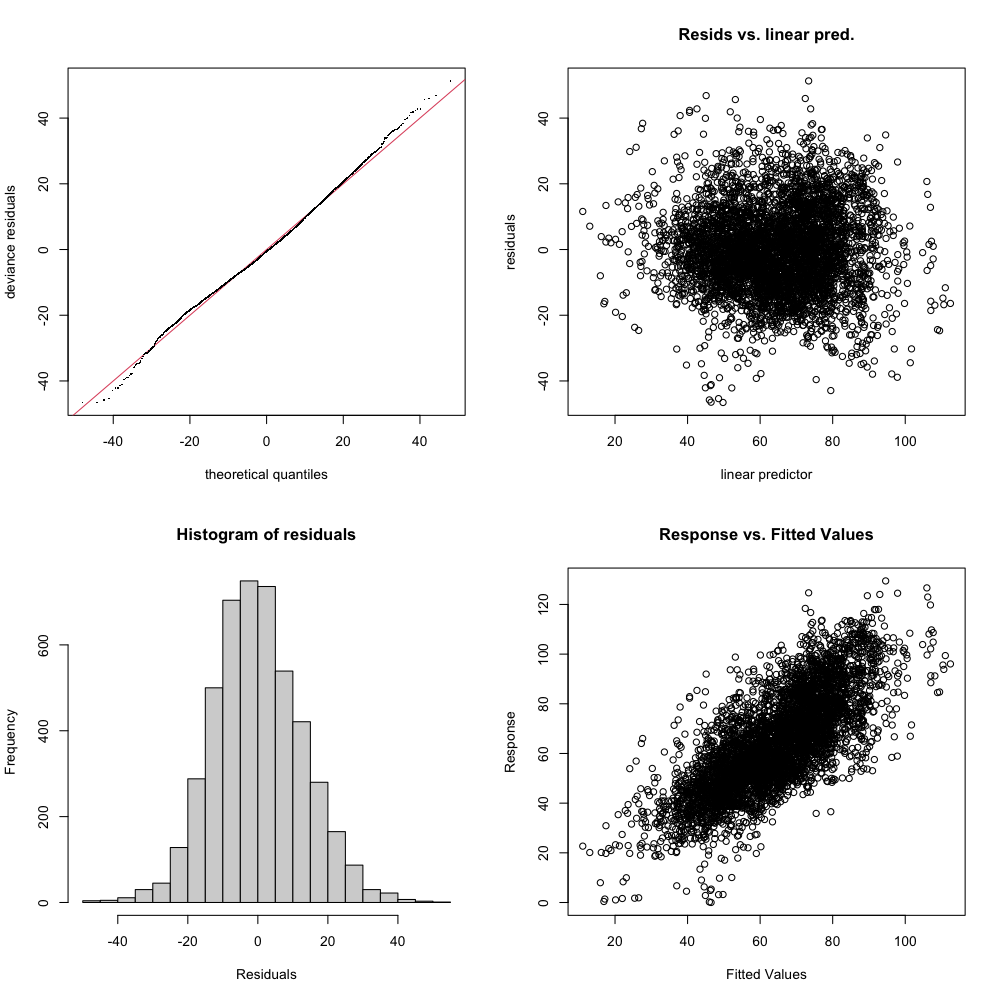 deviance residuals
40
20
0
-20
-40
-40 -20 0 20 40
theoretical quantiles
Resids vs. linear pred.
residuals
40
20
0
-20
-40
20 40 60 80 100
linear predictor
Histogram of residuals
Frequency
600
400
200
0
-40 -20 0 20 40
Residuals
Response vs. Fitted Values
Response
120
100
80
60
40
20
0
20 40 60 80 100
Fitted Values